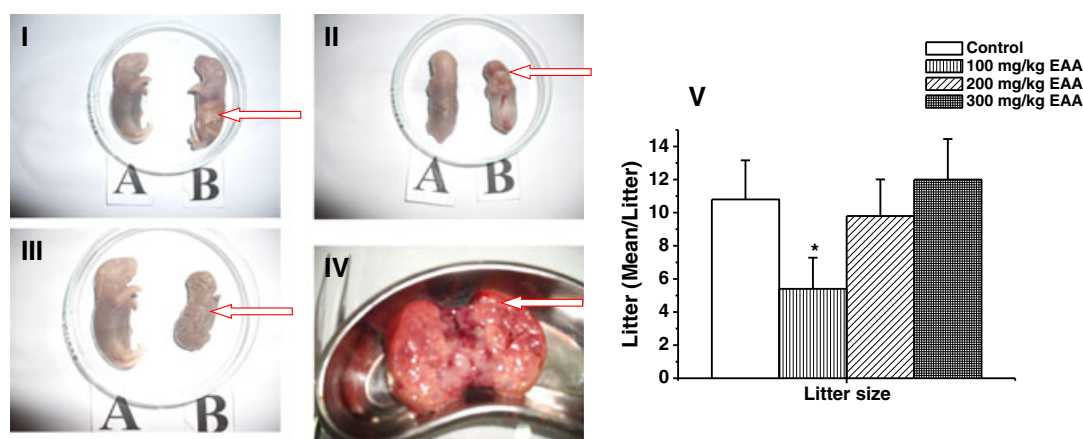 I
A B
II
A B
III
A B
IV
V
Control
100 mg/kg EAA
200 mg/kg EAA
300 mg/kg EAA
Litter (Mean/Litter)
14
12
10
8
6
4
2
0
*
Litter size